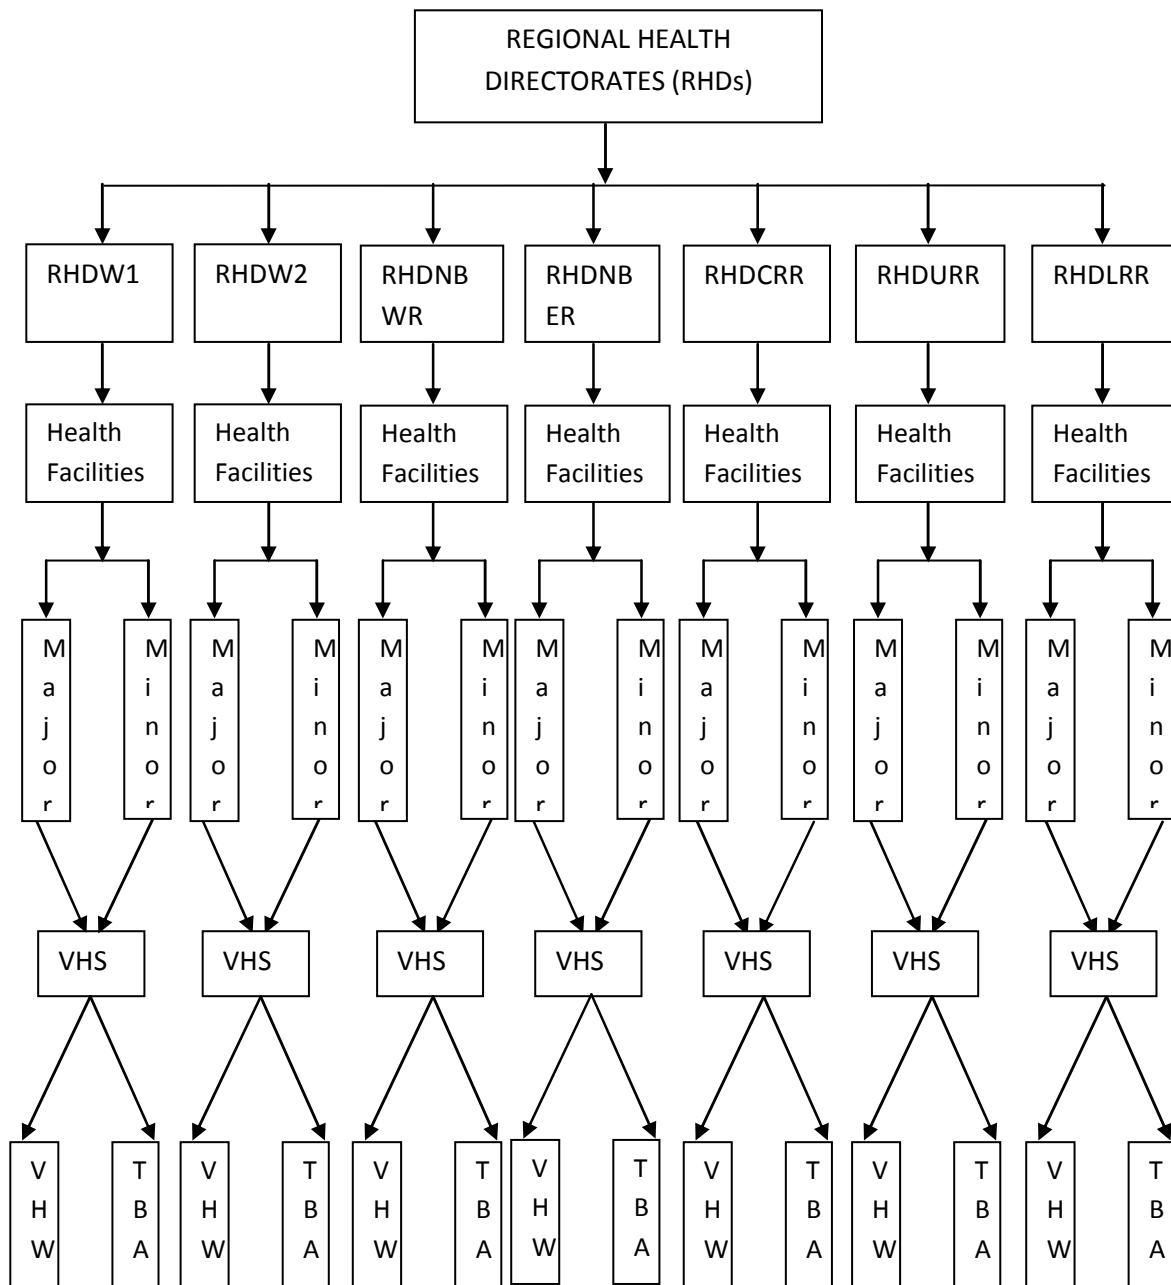 REGIONAL HEALTH
DIRECTORATES (RHDs)
RHDW1
RHDW2
RHDNB
WR
RHDNB
ER
RHDCRR
RHDURR
RHDLRR
Health
Facilities
Health
Facilities
Health
Facilities
Health
Facilities
Health
Facilities
Health
Facilities
Health
Facilities
Major
Minor
Major
Minor
Major
Minor
Major
Minor
Major
Minor
Major
Minor
Major
Minor
VHS
VHS
VHS
VHS
VHS
VHS
VHS
VHW
TBA
VHW
TBA
VHW
TBA
VHW
TBA
VHW
TBA
VHW
TBA
VHW
TBA